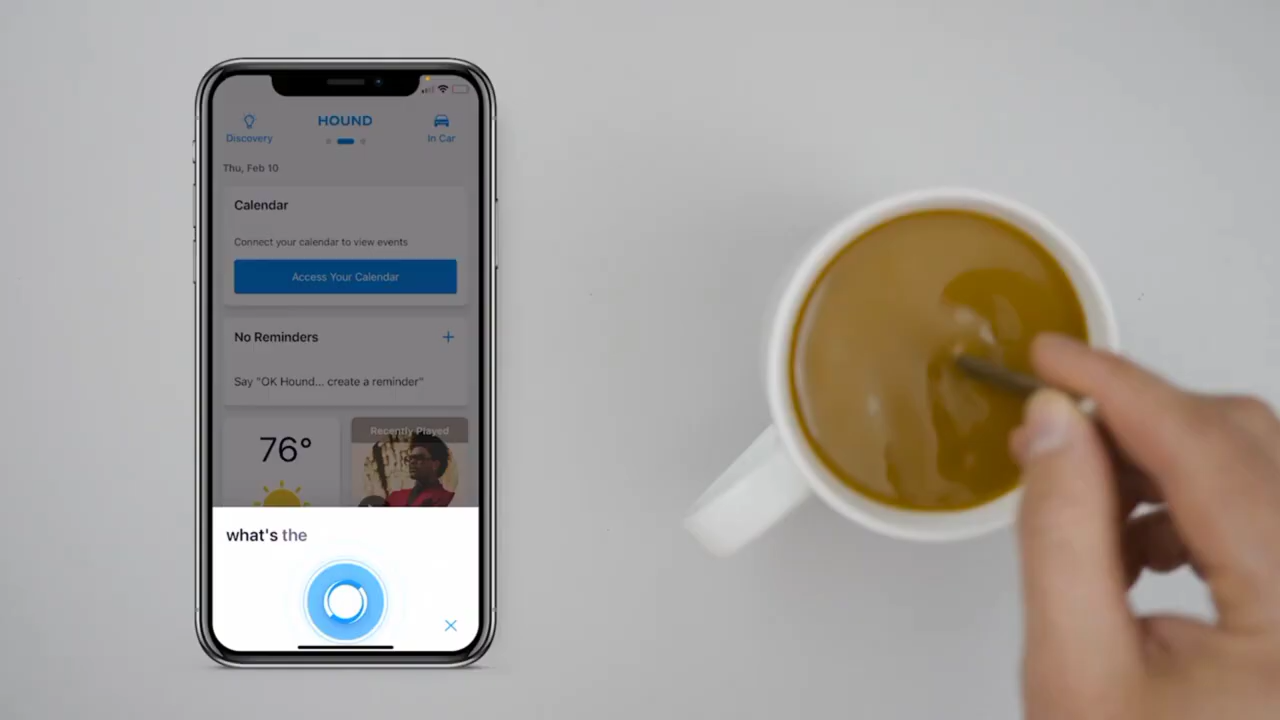 Discovery
HOUND
In Car
Thu, Feb 10
Calendar
Connect your calendar to view events
Access Your Calendar
No Reminders
+
Say "OK Hound... create a reminder"
76°
Recently Played
what's the